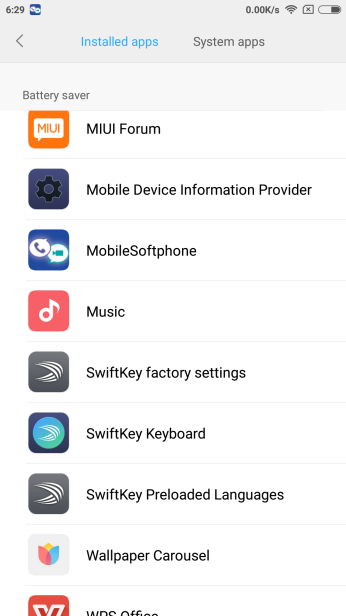 6:29
0.00K/s
Installed apps
System apps
Battery saver
MIUI
MIUI Forum
Mobile Device Information Provider
MobileSoftphone
Music
SwiftKey factory settings
SwiftKey Keyboard
SwiftKey Preloaded Languages
Wallpaper Carousel
WPS Office